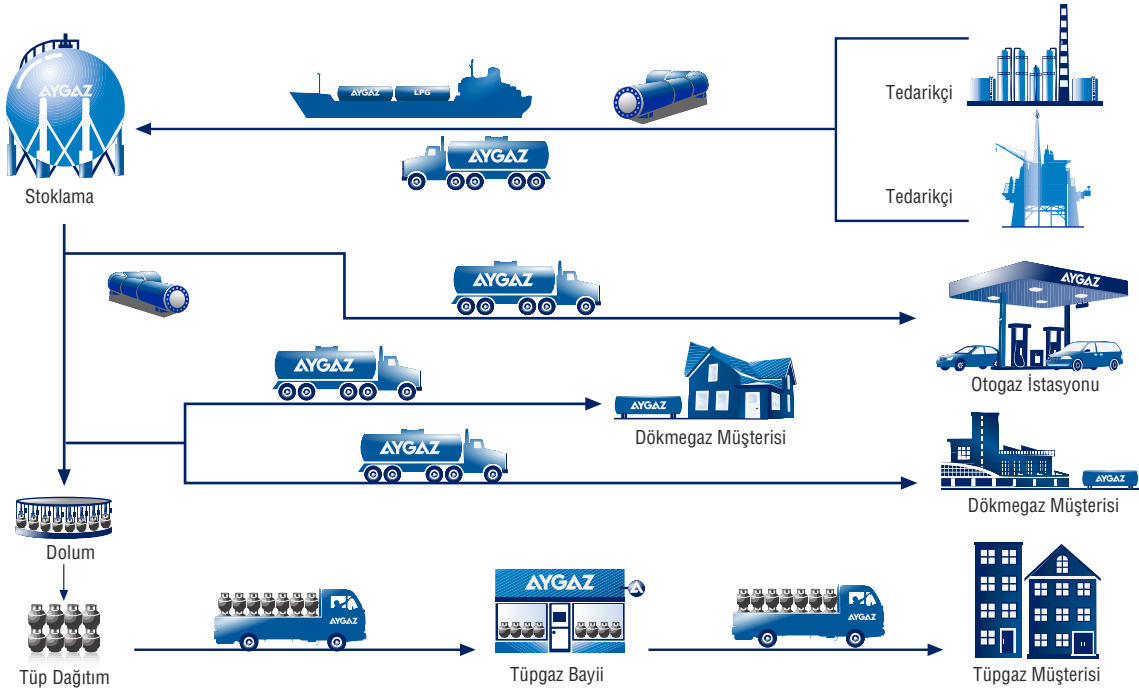 AYGAZ
AYGAZ LPG
Tedarikçi
AYGAZ
Stoklama
Tedarikçi
AYGAZ
AYGAZ
Otogaz İstasyonu
AYGAZ
AYGAZ
Dökmegaz Müşterisi
AYGAZ
AYGAZ
Dökmegaz Müşterisi
Dolum
AYGAZ
AYGAZ
A
AYGAZ
Tüp Dağıtım
Tüpgaz Bayii
Tüpgaz Müşterisi